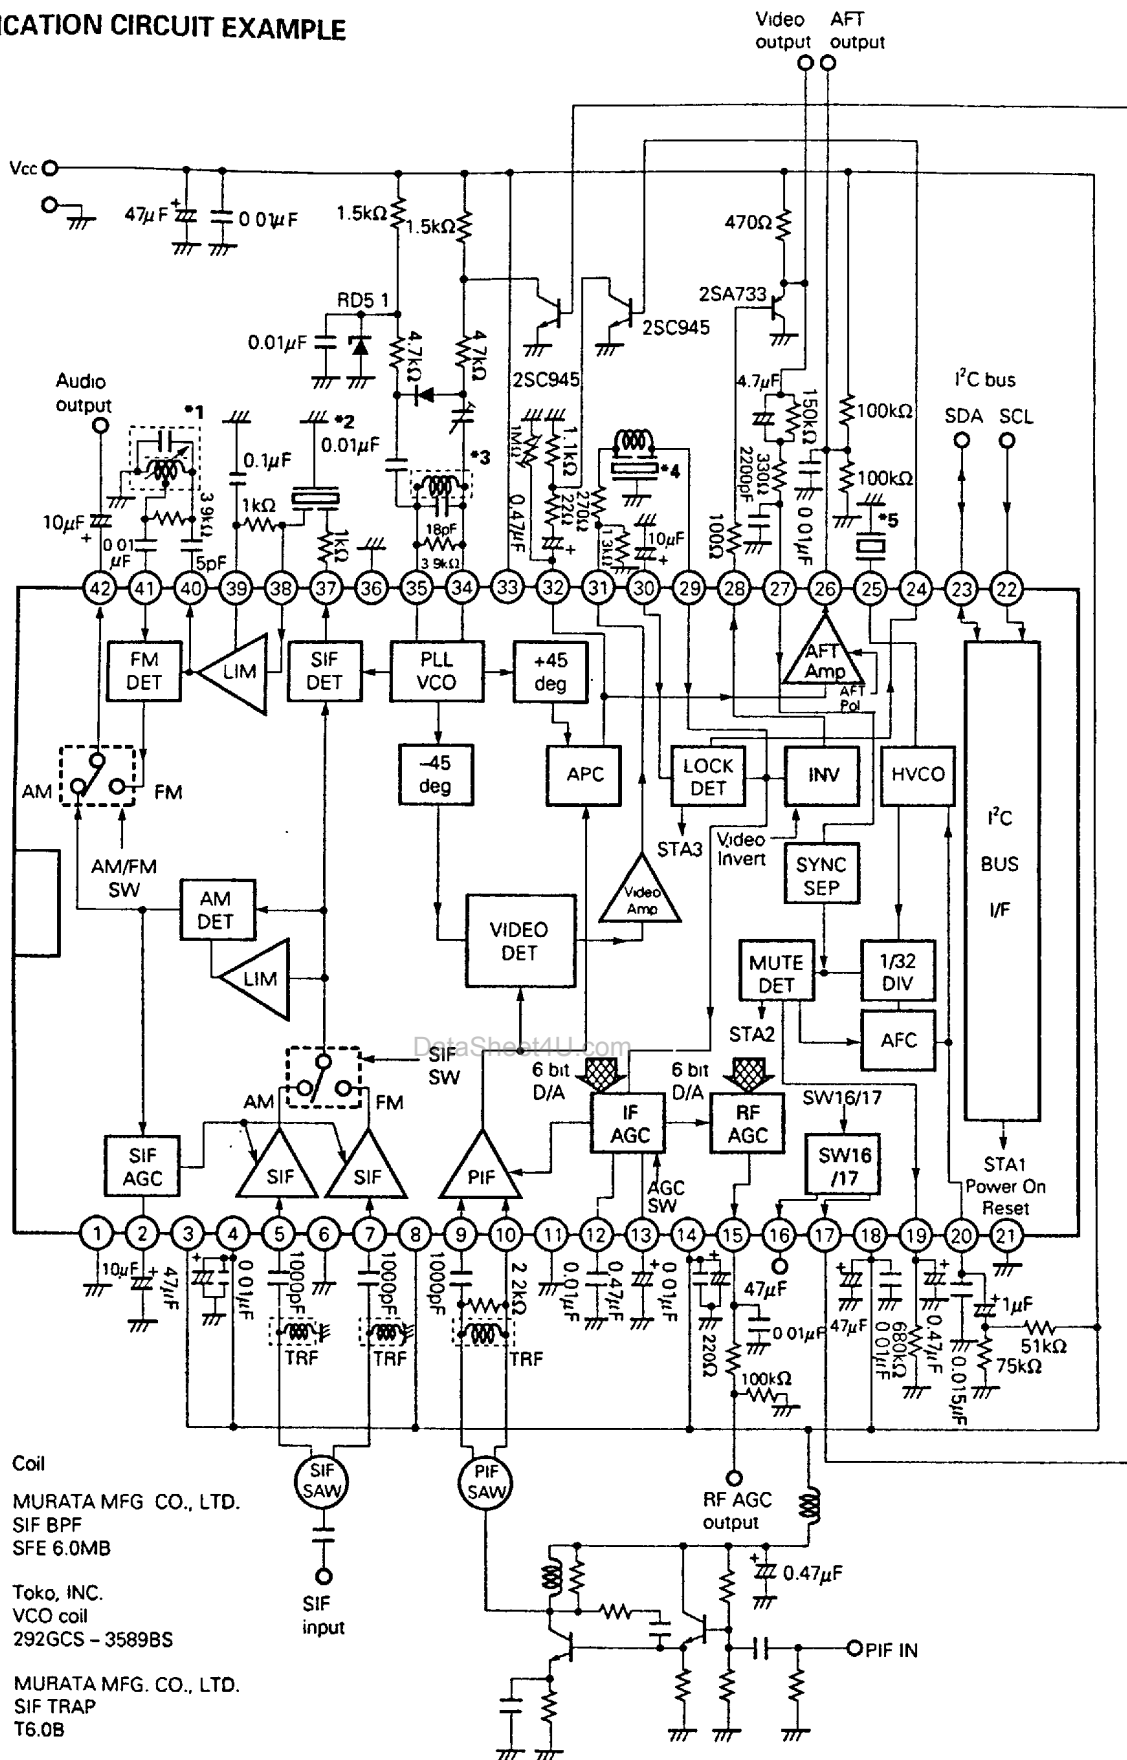 ICATION CIRCUIT EXAMPLE
Video output
AFT output
Vcc
47μF
+
0.01μF
1.5kΩ
1.5kΩ
470Ω
2SA733
RD5 1
0.01μF
4.7kΩ
4.7kΩ
2SC945
2SC945
4.7μF
150kΩ
100kΩ
100kΩ
I²C bus
SDA
SCL
Audio
output
*1
*2
0.01μF
0.1μF
*3
1MΩ
1.1kΩ
*4
*5
10μF
+
3.9kΩ
0 01
μF
5pF
1kΩ
1kΩ
18pF
3 9kΩ
0.47μF
22Ω
+
270Ω
1 3kΩ
10μF
+
100Ω
2200pF
330Ω
0.01μF
42 41 40 39 38 37 36 35 34 33 32 31 30 29 28 27 26 25 24 23 22
FM
DET
LIM
SIF
DET
PLL
VCO
+45
deg
AFT
Amp
AFT
Pol
–45
deg
APC
LOCK
DET
INV
HVCO
AM
FM
AM/FM
SW
STA3
Video
Invert
SYNC
SEP
I²C
BUS
I/F
AM
DET
LIM
VIDEO
DET
Video
Amp
MUTE
DET
1/32
DIV
STA2
AFC
DataSheet4U.com
SIF
SW
AM
FM
6 bit
D/A
6 bit
D/A
IF
AGC
RF
AGC
SW16/17
SW16
/17
SIF
AGC
SIF
SIF
PIF
AGC
SW
STA1
Power On
Reset
1 2 3 4 5 6 7 8 9 10 11 12 13 14 15 16 17 18 19 20 21
10μF
+
47μF
+
0 01μF
1000pF
1000pF
1000pF
2 2kΩ
0.01μF
0.47μF
+
0 01μF
+
47μF
220Ω
0 01μF
100kΩ
+
47μF
0.01μF
680kΩ
+
0.47μF
0.015μF
+
1μF
51kΩ
75kΩ
TRF
TRF
TRF
SIF
SAW
PIF
SAW
RF AGC
output
SIF
input
+
0.47μF
PIF IN
Coil
MURATA MFG CO., LTD.
SIF BPF
SFE 6.0MB
Toko, INC.
VCO coil
292GCS – 3589BS
MURATA MFG. CO., LTD.
SIF TRAP
T6.0B